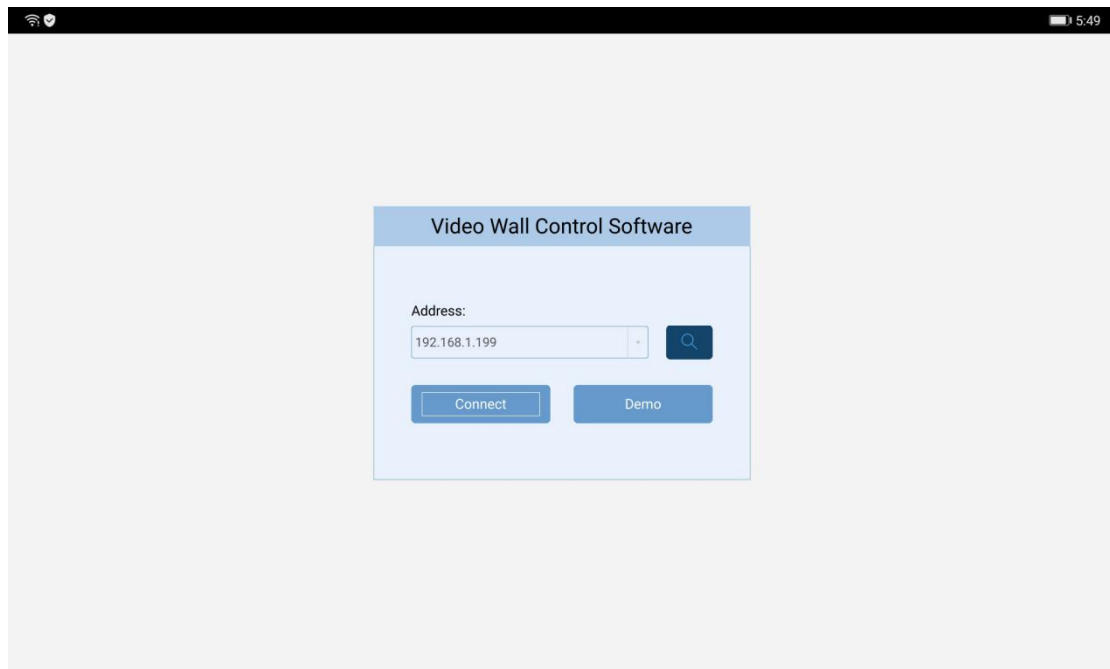 5:49
Video Wall Control Software
Address:
192.168.1.199
Connect
Demo